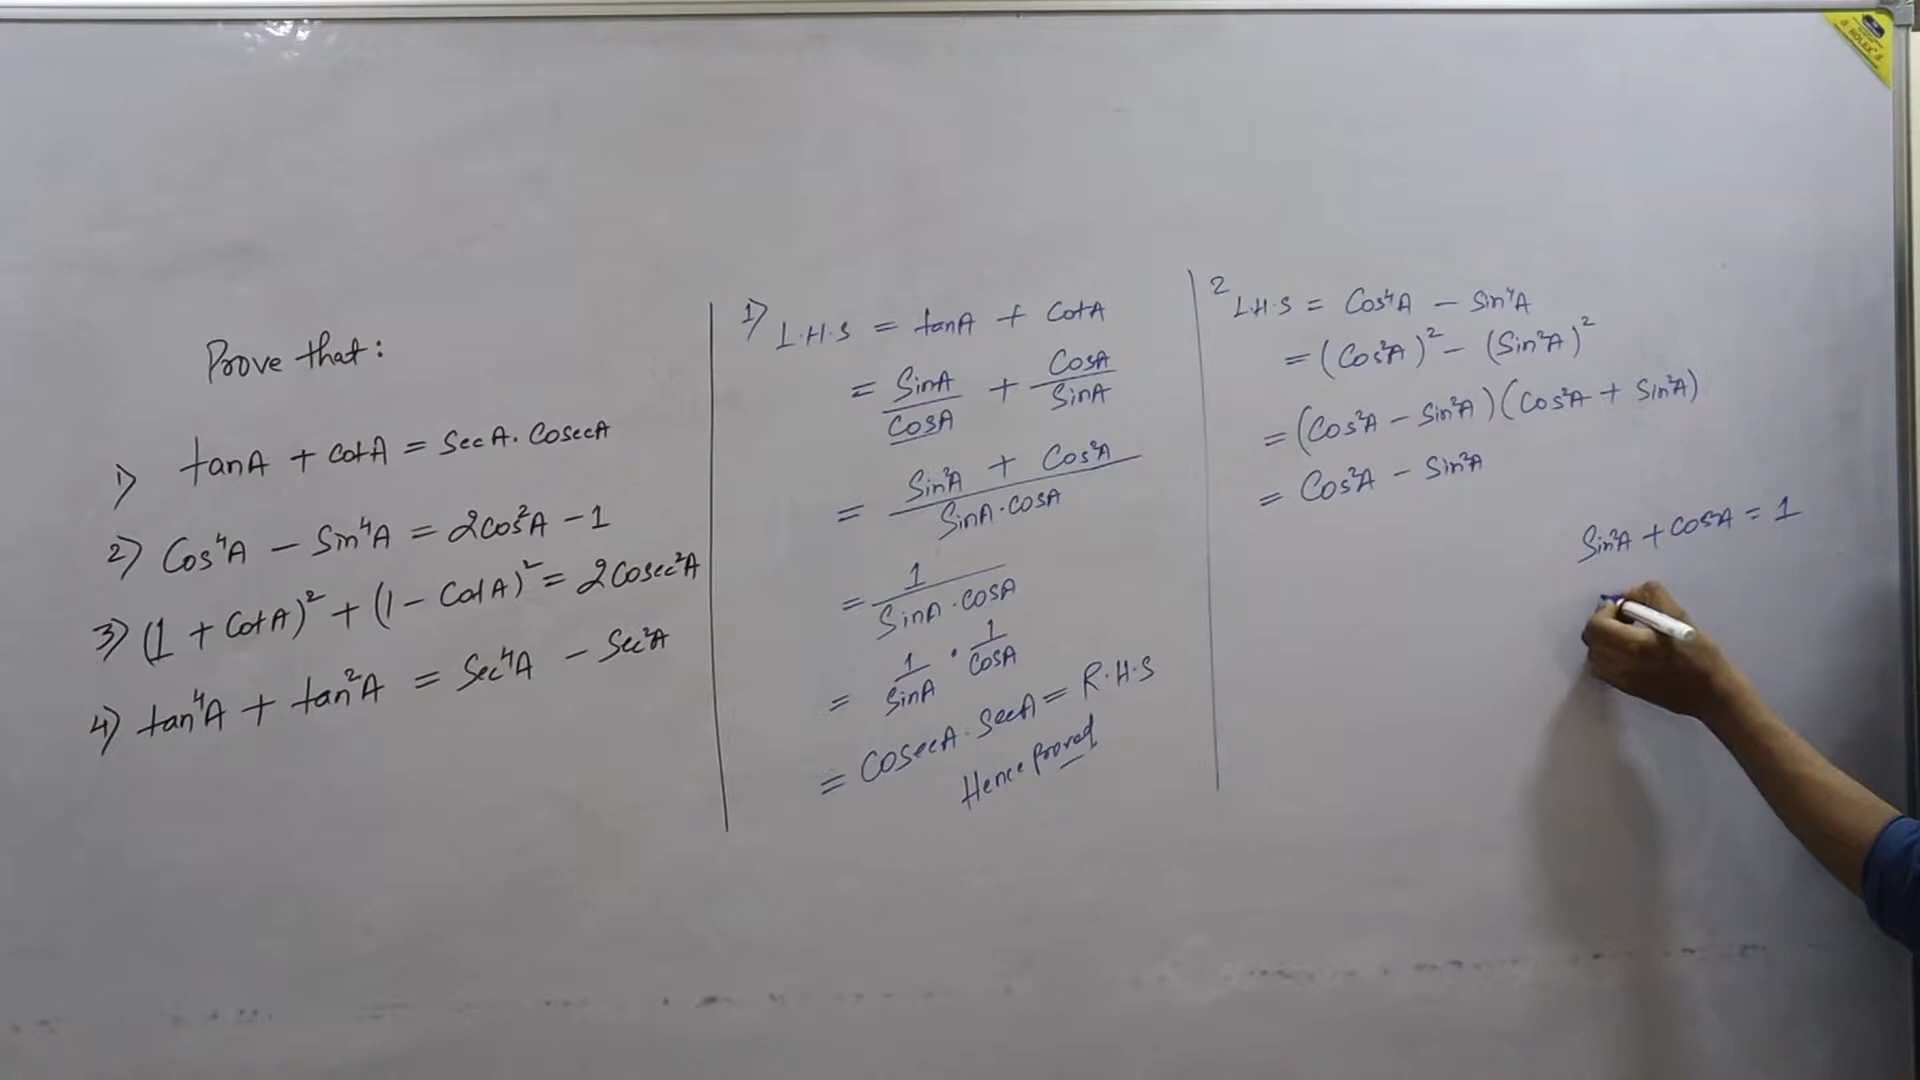 Prove that :
1) tanA + cotA = SecA . CosecA
2) Cos⁴A - Sin⁴A = 2cos²A - 1
3) (1 + CotA)² + (1 - CotA)² = 2Cosec²A
4) tan⁴A + tan²A = Sec⁴A - Sec²A
1) L.H.S = tanA + CotA
= SinA/CosA + CosA/SinA
= Sin²A + Cos²A / SinA.CosA
= 1 / SinA.CosA
= 1/SinA . 1/CosA
= CosecA . SecA = R.H.S
Hence Proved
2 L.H.S = Cos⁴A - Sin⁴A
= (Cos²A)² - (Sin²A)²
= (Cos²A - Sin²A) (Cos²A + Sin²A)
= Cos²A - Sin²A
Sin²A + Cos²A = 1
HOLEX